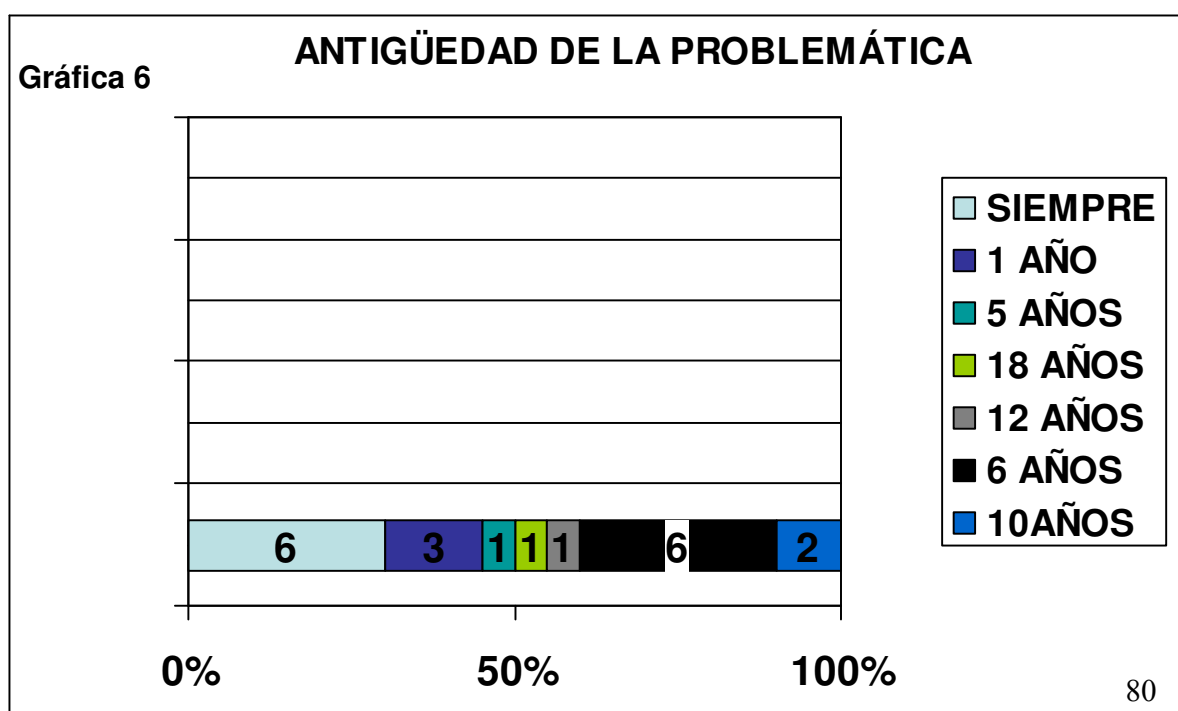 ANTIGÜEDAD DE LA PROBLEMÁTICA
Gráfica 6
SIEMPRE
1 AÑO
5 AÑOS
18 AÑOS
12 AÑOS
6 AÑOS
10AÑOS
6 3 1 1 1 6 2
0% 50% 100%
80